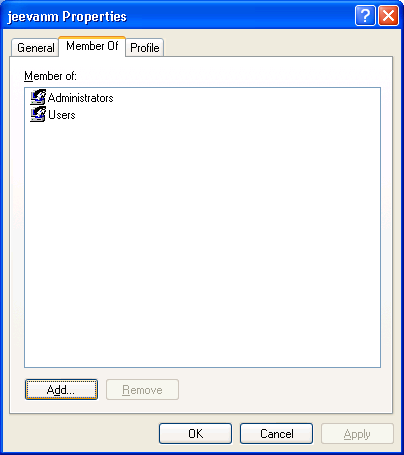 jeevanm Properties
General Member Of Profile
Member of:
Administrators
Users
Add... Remove
OK Cancel Apply